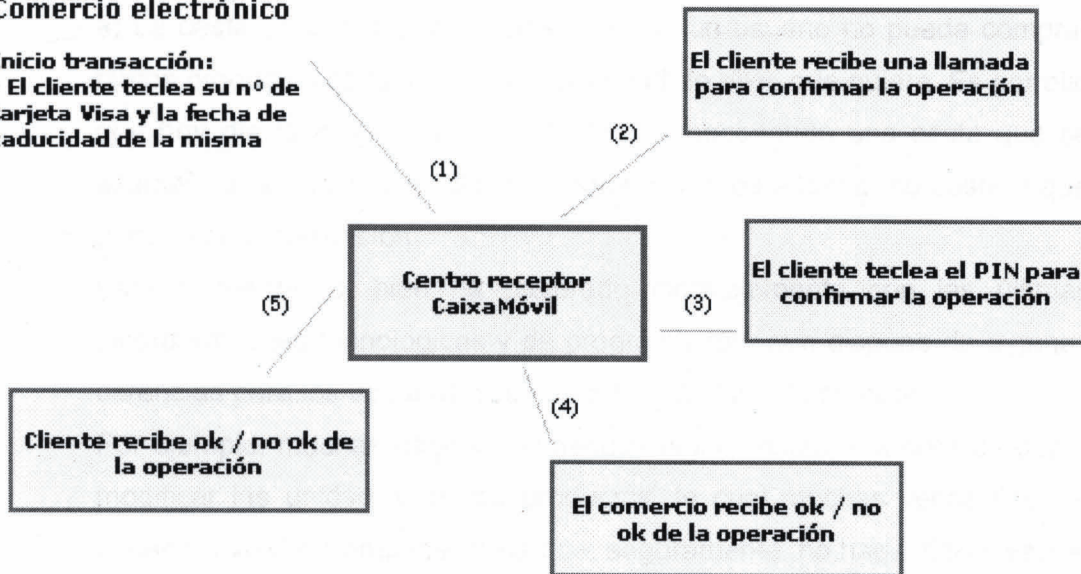 Comercio electrónico
Inicio transacción:
El cliente teclea su nº de
tarjeta Visa y la fecha de
caducidad de la misma
(1)
(2)
El cliente recibe una llamada
para confirmar la operación
Centro receptor
CaixaMóvil
(3)
El cliente teclea el PIN para
confirmar la operación
(5)
(4)
Cliente recibe ok / no ok de
la operación
El comercio recibe ok / no
ok de la operación